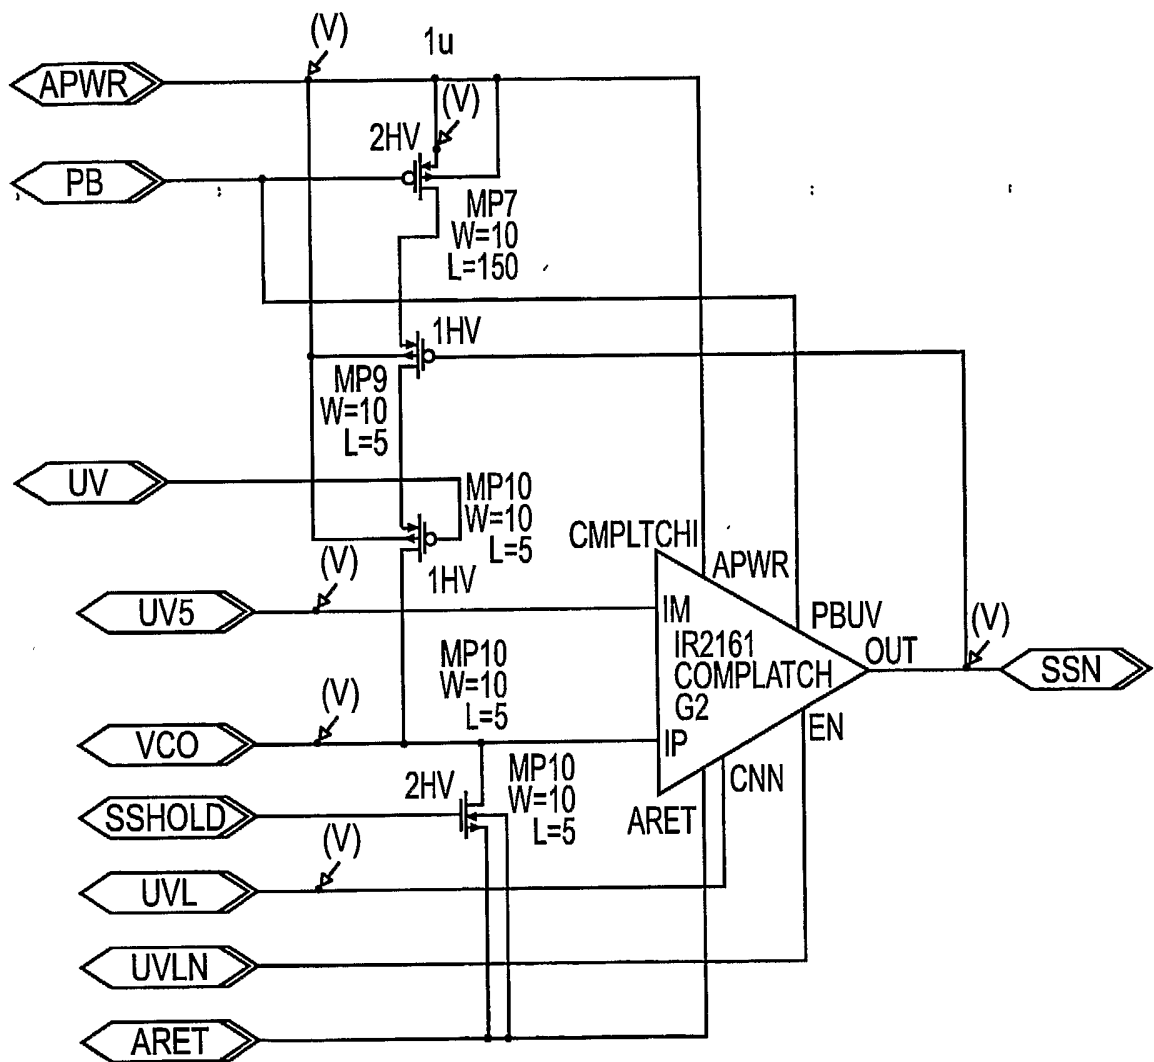 (V)
1u
APWR
(V)
2HV
PB
MP7
W=10
L=150
1HV
MP9
W=10
L=5
UV
MP10
W=10
L=5
CMPLTCHI
APWR
(V)
1HV
UV5
IM
PBUV
(V)
IR2161
COMPLATCH
G2
OUT
SSN
MP10
W=10
L=5
(V)
VCO
IP
EN
2HV
MP10
W=10
L=5
CNN
SSHOLD
ARET
(V)
UVL
UVLN
ARET